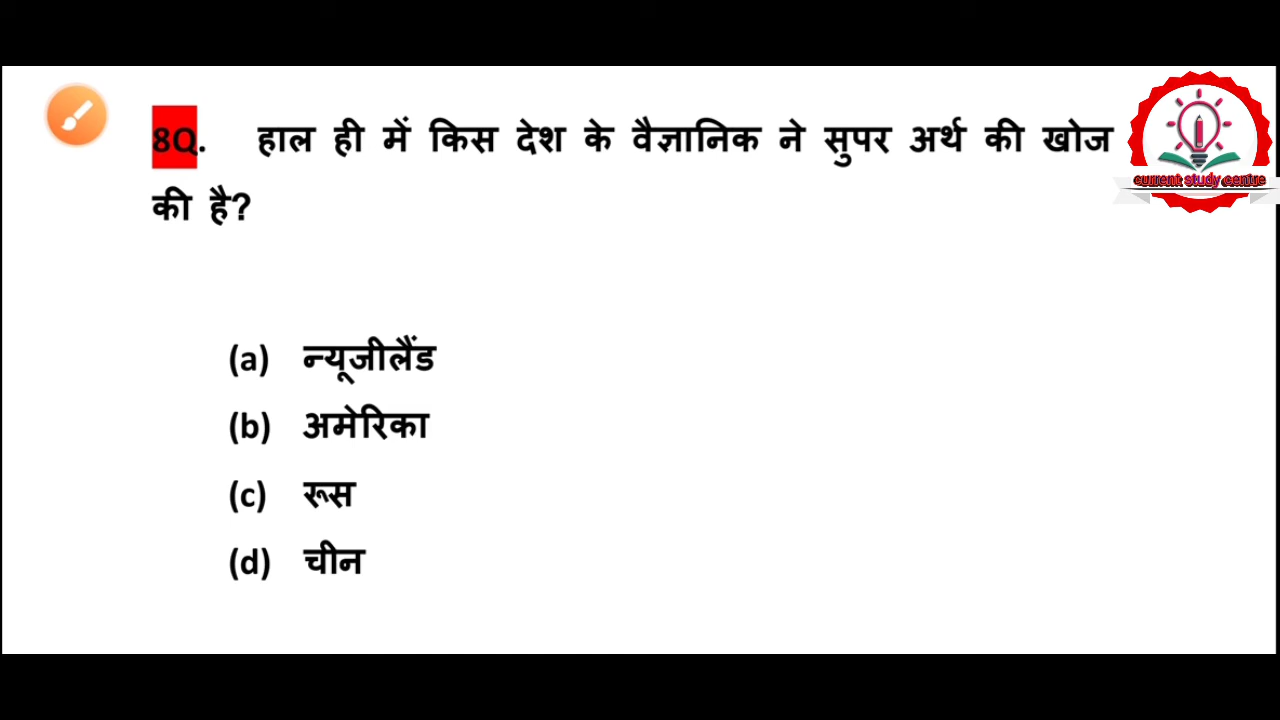 8Q. हाल ही में किस देश के वैज्ञानिक ने सुपर अर्थ की खोज
की है?
current study centre
(a) न्यूजीलैंड
(b) अमेरिका
(c) रूस
(d) चीन